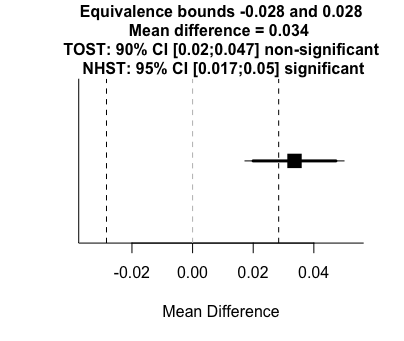 Equivalence bounds -0.028 and 0.028
Mean difference = 0.034
TOST: 90% CI [0.02;0.047] non-significant
NHST: 95% CI [0.017;0.05] significant
-0.02 0.00 0.02 0.04
Mean Difference